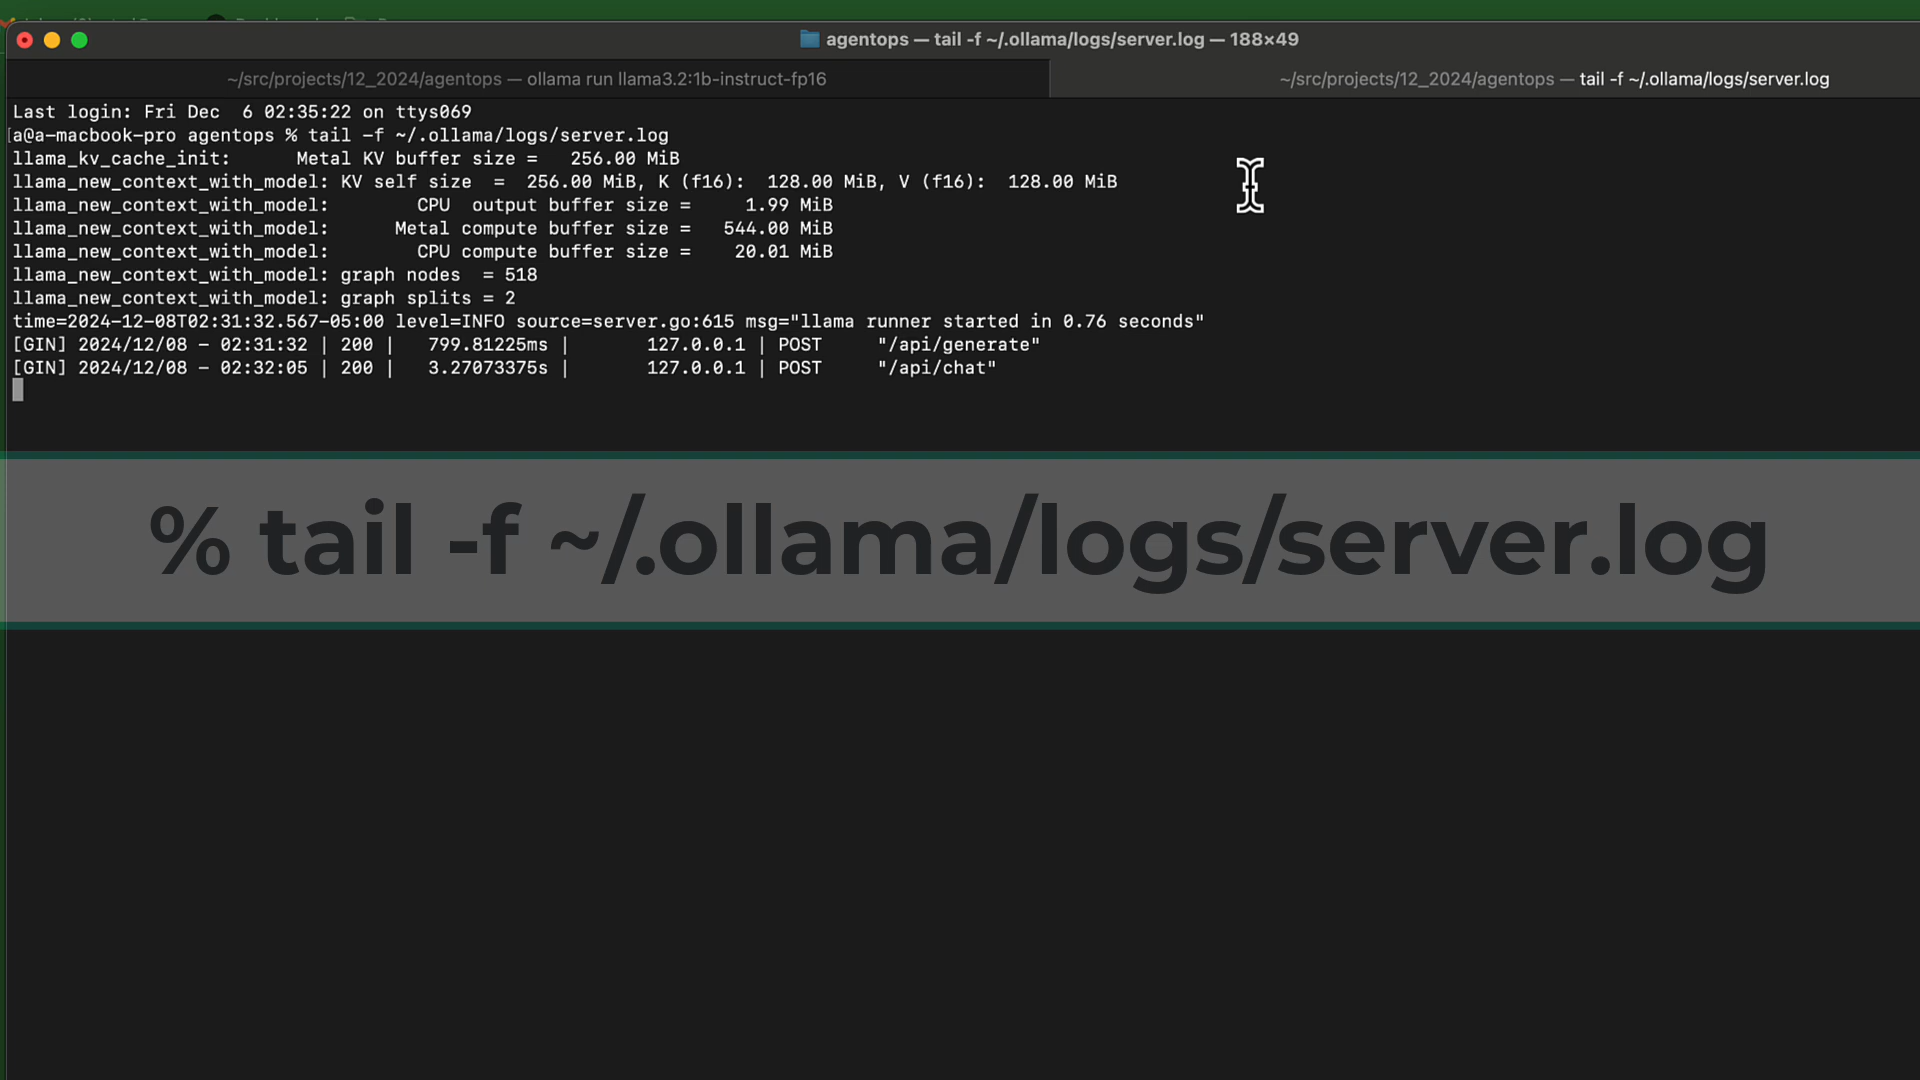 agentops — tail -f ~/.ollama/logs/server.log — 188×49
~/src/projects/12_2024/agentops — ollama run llama3.2:1b-instruct-fp16
~/src/projects/12_2024/agentops — tail -f ~/.ollama/logs/server.log
Last login: Fri Dec  6 02:35:22 on ttys069
[a@a-macbook-pro agentops % tail -f ~/.ollama/logs/server.log
llama_kv_cache_init:      Metal KV buffer size =   256.00 MiB
llama_new_context_with_model: KV self size  =  256.00 MiB, K (f16):  128.00 MiB, V (f16):  128.00 MiB
llama_new_context_with_model:        CPU  output buffer size =     1.99 MiB
llama_new_context_with_model:      Metal compute buffer size =   544.00 MiB
llama_new_context_with_model:        CPU compute buffer size =    20.01 MiB
llama_new_context_with_model: graph nodes  = 518
llama_new_context_with_model: graph splits = 2
time=2024-12-08T02:31:32.567-05:00 level=INFO source=server.go:615 msg="llama runner started in 0.76 seconds"
[GIN] 2024/12/08 - 02:31:32 | 200 |   799.81225ms |       127.0.0.1 | POST     "/api/generate"
[GIN] 2024/12/08 - 02:32:05 | 200 |   3.27073375s |       127.0.0.1 | POST     "/api/chat"
% tail -f ~/.ollama/logs/server.log